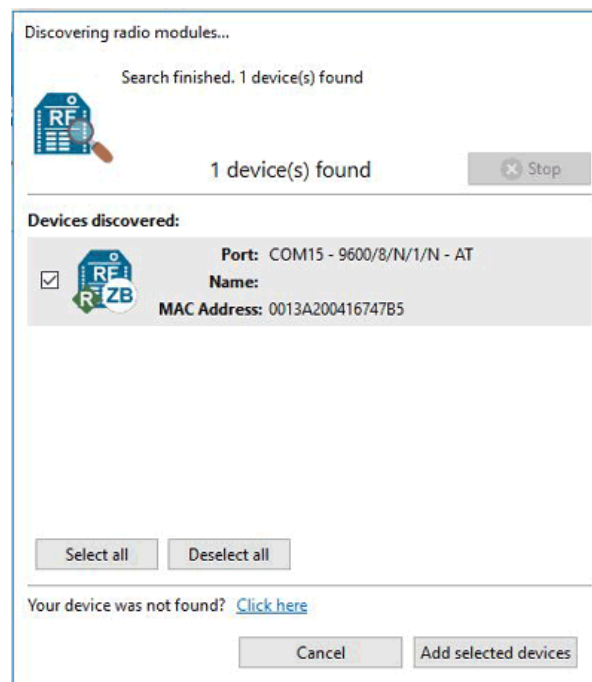 Discovering radio modules...
Search finished. 1 device(s) found
RF
1 device(s) found
Stop
Devices discovered:
RF
R
ZB
Port: COM15 - 9600/8/N/1/N - AT
Name:
MAC Address: 0013A200416747B5
Select all
Deselect all
Your device was not found? Click here
Cancel
Add selected devices